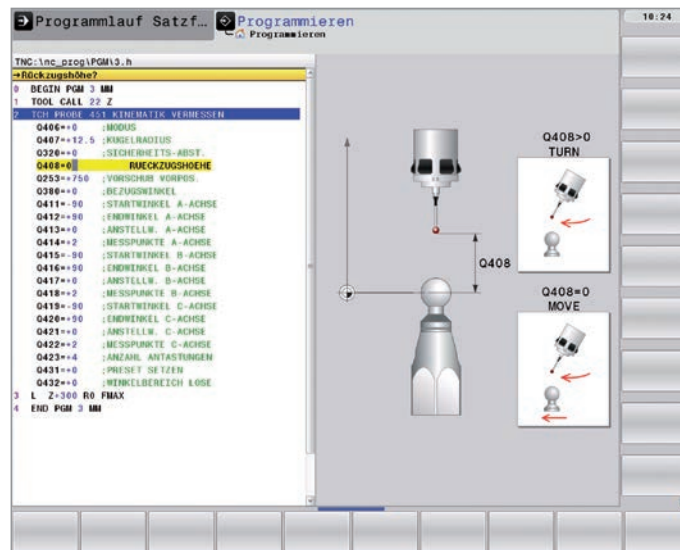 Programmlauf Satzf… Programmieren
Programmieren
10:24
TNC:\nc_prog\PGM\3.h
→Rückzugshöhe?
0 BEGIN PGM 3 MM
1 TOOL CALL 22 Z
2 TCH PROBE 451 KINEMATIK VERMESSEN
Q406=+0 ;MODUS
Q407=+12.5 ;KUGELRADIUS
Q320=+0 ;SICHERHEITS-ABST.
Q408=0 RUECKZUGSHOEHE
Q253=+750 ;VORSCHUB VORPOS.
Q380=+0 ;BEZUGSWINKEL
Q411=-90 ;STARTWINKEL A-ACHSE
Q412=+90 ;ENDWINKEL A-ACHSE
Q413=+0 ;ANSTELLW. A-ACHSE
Q414=+2 ;MESSPUNKTE A-ACHSE
Q415=-90 ;STARTWINKEL B-ACHSE
Q416=+90 ;ENDWINKEL B-ACHSE
Q417=+0 ;ANSTELLW. B-ACHSE
Q418=+2 ;MESSPUNKTE B-ACHSE
Q419=-90 ;STARTWINKEL C-ACHSE
Q420=+90 ;ENDWINKEL C-ACHSE
Q421=+0 ;ANSTELLW. C-ACHSE
Q422=+2 ;MESSPUNKTE C-ACHSE
Q423=+4 ;ANZAHL ANTASTUNGEN
Q431=+0 ;PRESET SETZEN
Q432=+0 ;WINKELBEREICH LOSE
3 L Z+300 R0 FMAX
4 END PGM 3 MM
Q408
Q408>0
TURN
Q408=0
MOVE